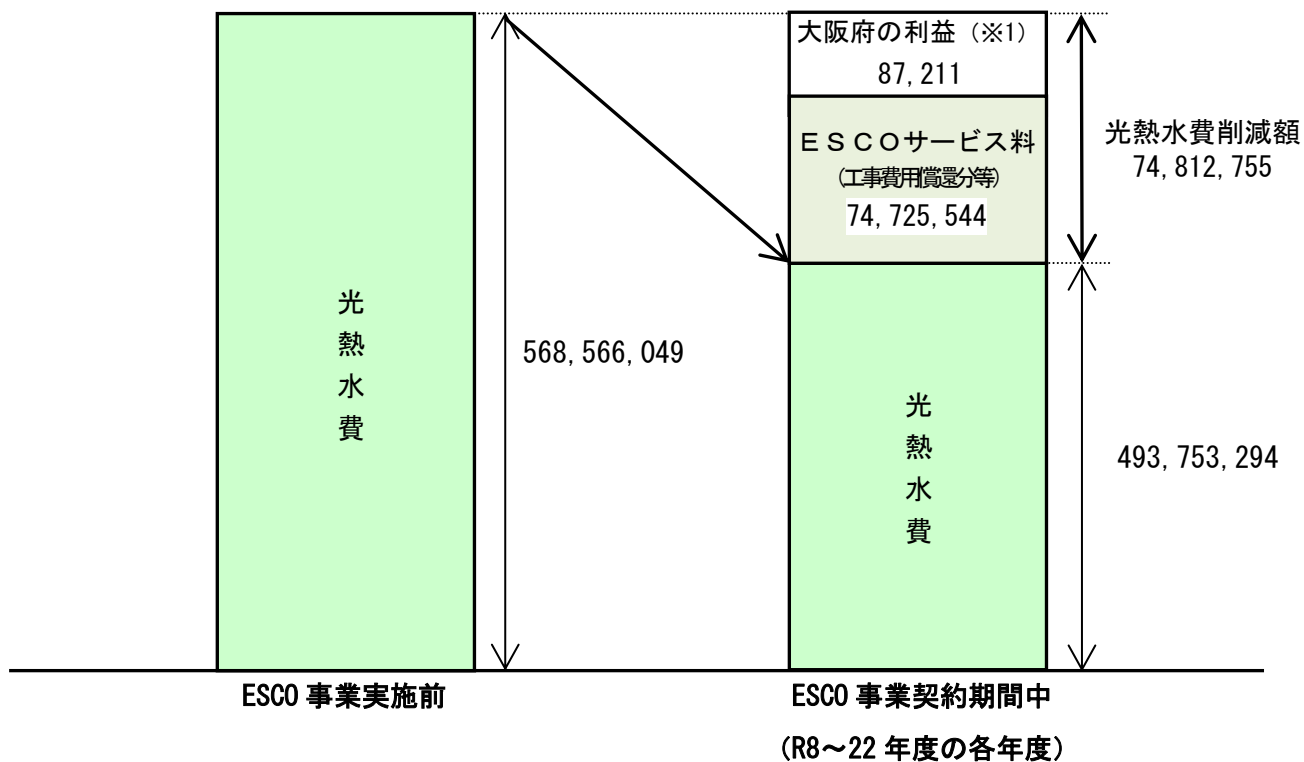 大阪府の利益（※1）
87,211
ＥＳＣＯサービス料
(工事費用償還分等)
74,725,544
光熱水費削減額
74,812,755
光熱水費
568,566,049
光熱水費
493,753,294
ESCO 事業実施前
ESCO 事業契約期間中
(R8～22 年度の各年度)